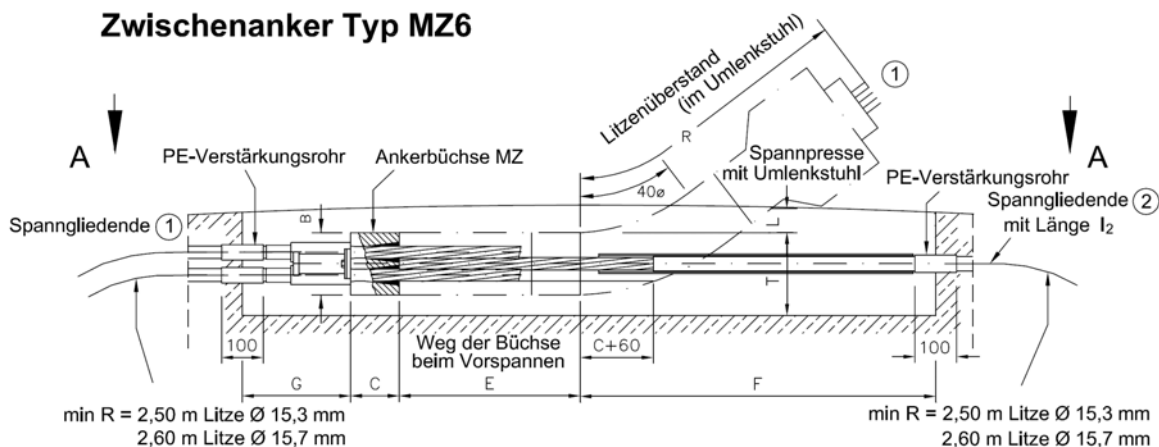 Zwischenanker Typ MZ6
Litzenüberstand
(im Umlenkstuhl)
1
R
A
A
PE-Verstärkungsrohr
Ankerbüchse MZ
Spannpresse
mit Umlenkstuhl
40ø
PE-Verstärkungsrohr
Spanngliedende 1
Spanngliedende 2
mit Länge l₂
B
L
T
100
Weg der Büchse
beim Vorspannen
C+60
100
G
C
E
F
min R = 2,50 m Litze Ø 15,3 mm
2,60 m Litze Ø 15,7 mm
min R = 2,50 m Litze Ø 15,3 mm
2,60 m Litze Ø 15,7 mm